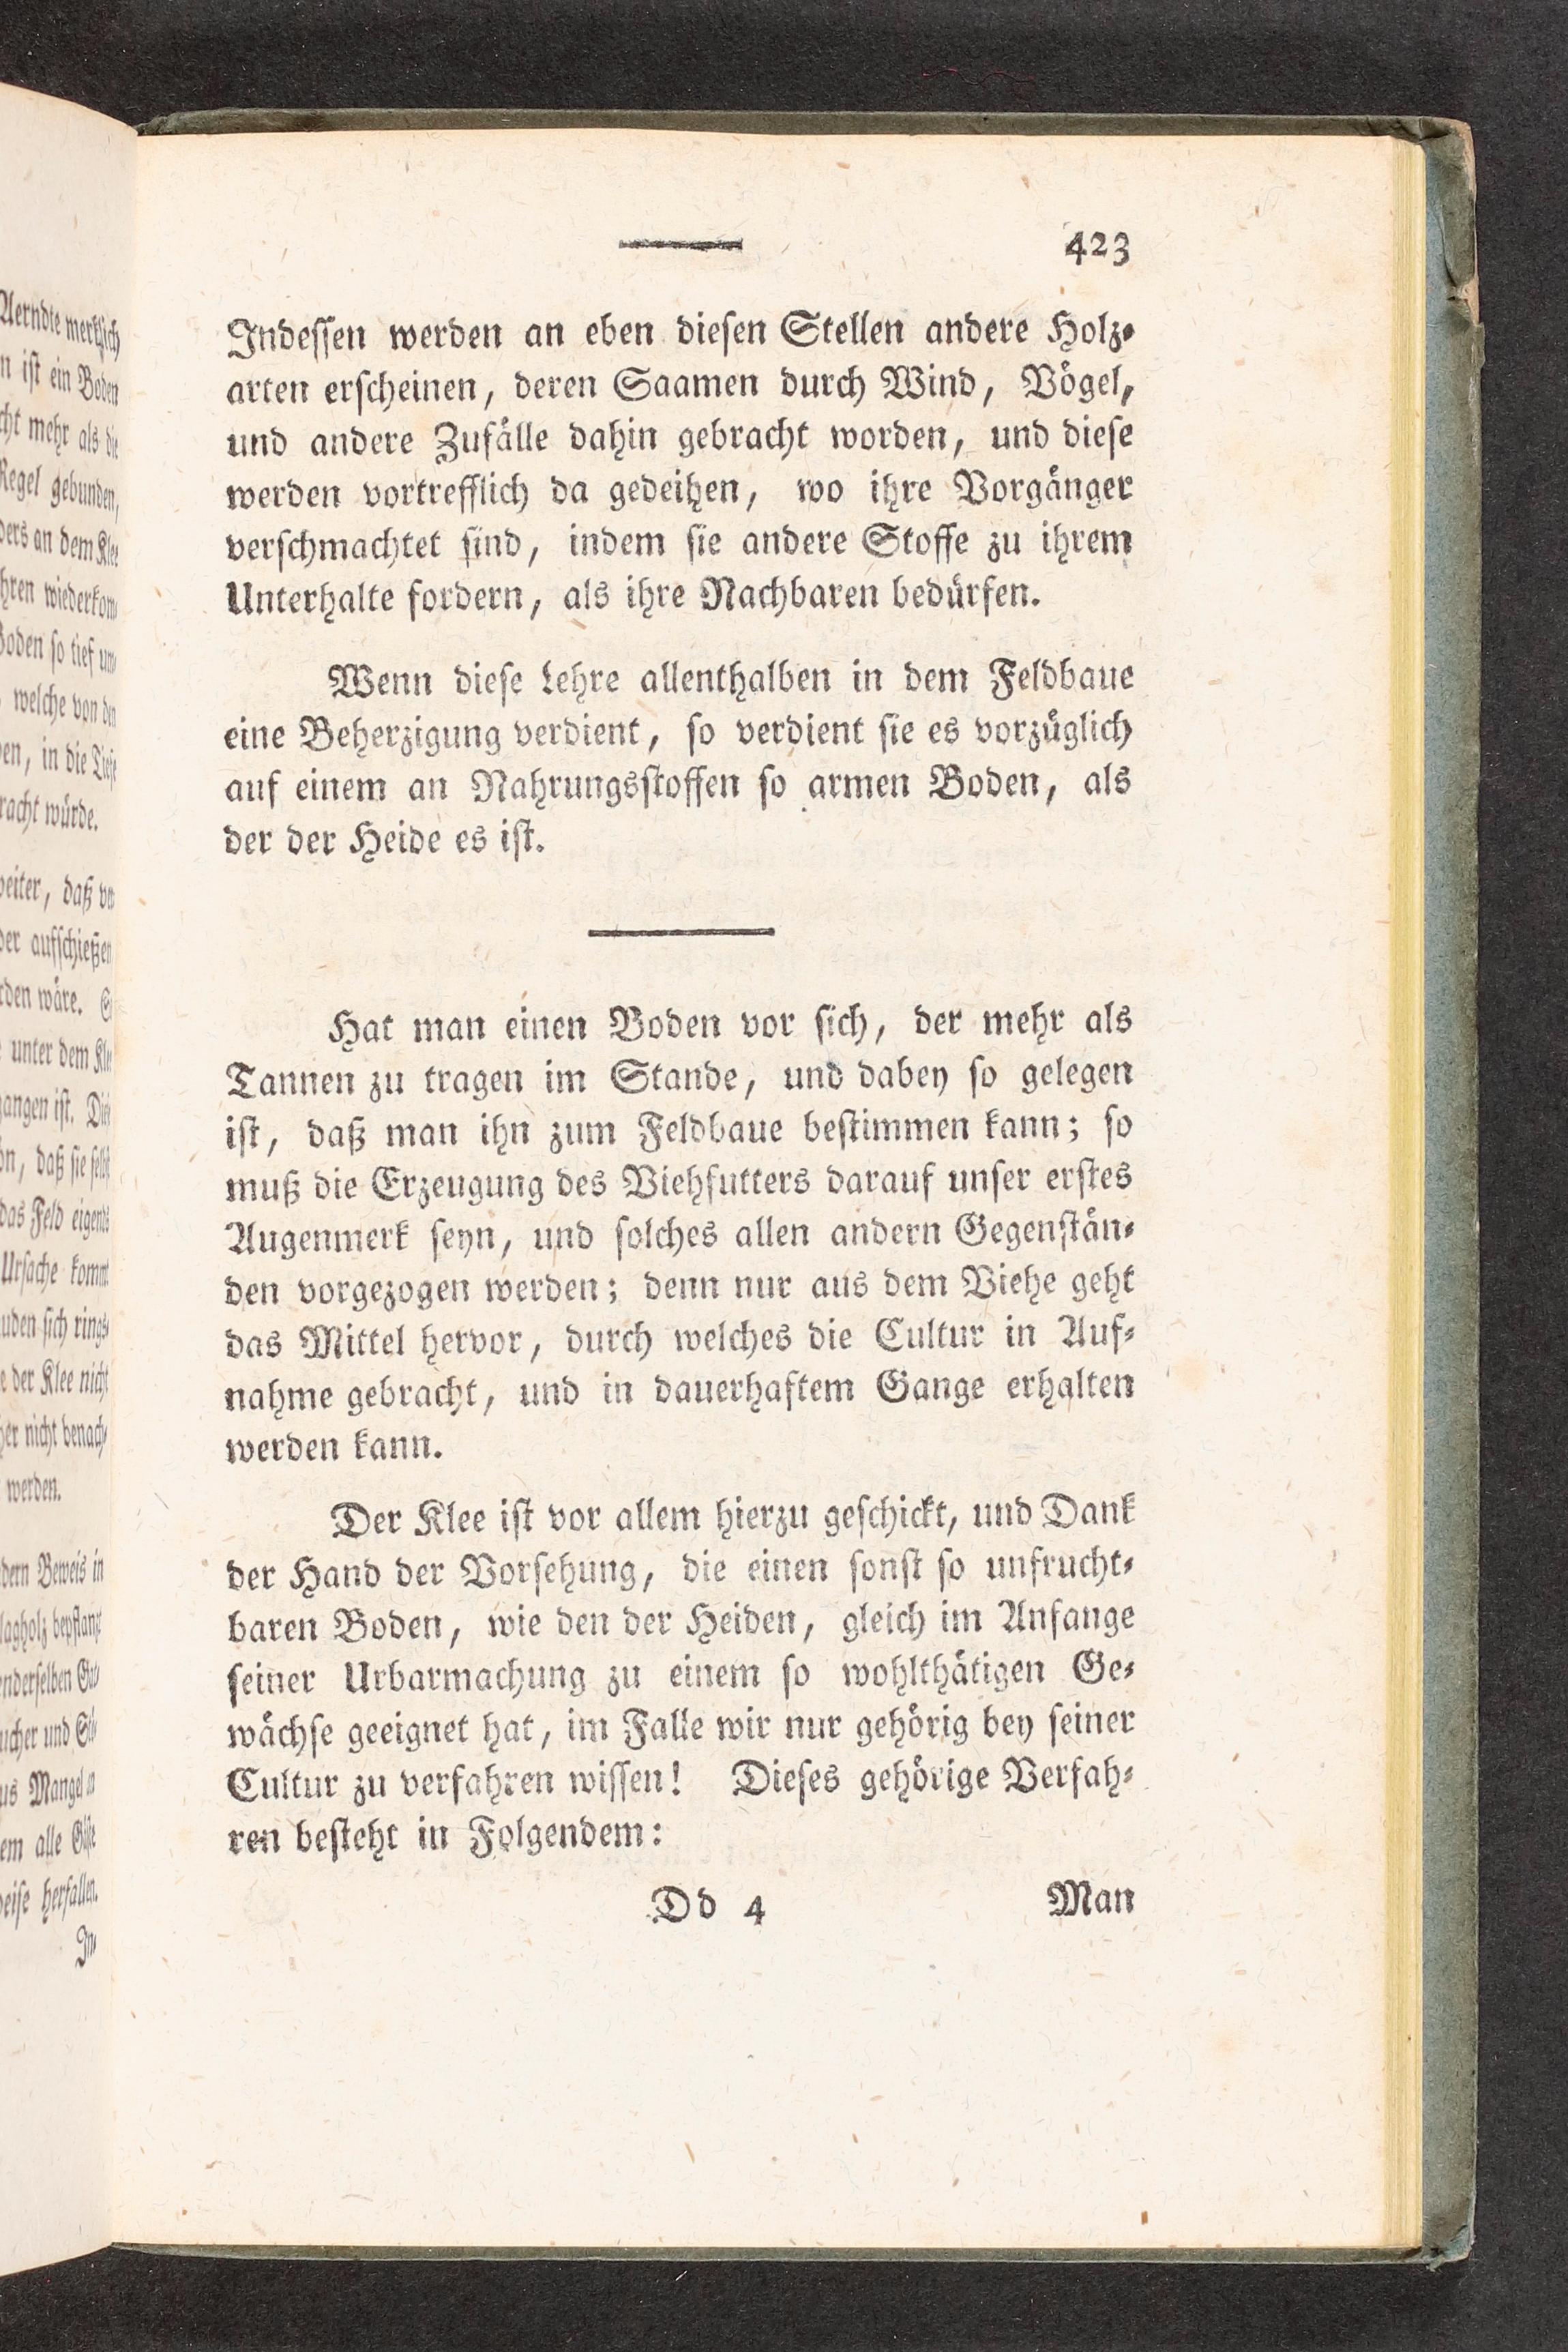 423
Indessen werden an eben diesen Stellen andere Holz-
arten erscheinen, deren Saamen durch Wind, Vögel,
und andere Zufälle dahin gebracht worden, und diese
werden vortrefflich da gedeihen, wo ihre Vorgänger
verschmachtet sind, indem sie andere Stoffe zu ihrem
Unterhalte fordern, als ihre Nachbaren bedürfen.
Wenn diese Lehre allenthalben in dem Feldbaue
eine Beherzigung verdient, so verdient sie es vorzüglich
auf einem an Nahrungsstoffen so armen Boden, als
der der Heide es ist.
Hat man einen Boden vor sich, der mehr als
Tannen zu tragen im Stande, und dabey so gelegen
ist, daß man ihn zum Feldbaue bestimmen kann; so
muß die Erzeugung des Viehfutters darauf unser erstes
Augenmerk seyn, und solches allen andern Gegenstän-
den vorgezogen werden; denn nur aus dem Viehe geht
das Mittel hervor, durch welches die Cultur in Auf-
nahme gebracht, und in dauerhaftem Gange erhalten
werden kann.
Der Klee ist vor allem hierzu geschickt, und Dank
der Hand der Vorsehung, die einen sonst so unfrucht-
baren Boden, wie den der Heiden, gleich im Anfange
seiner Urbarmachung zu einem so wohlthätigen Ge-
wächse geeignet hat, im Falle wir nur gehörig bey seiner
Cultur zu verfahren wissen! Dieses gehörige Verfah-
ren besteht in Folgendem:
Dd 4 Man